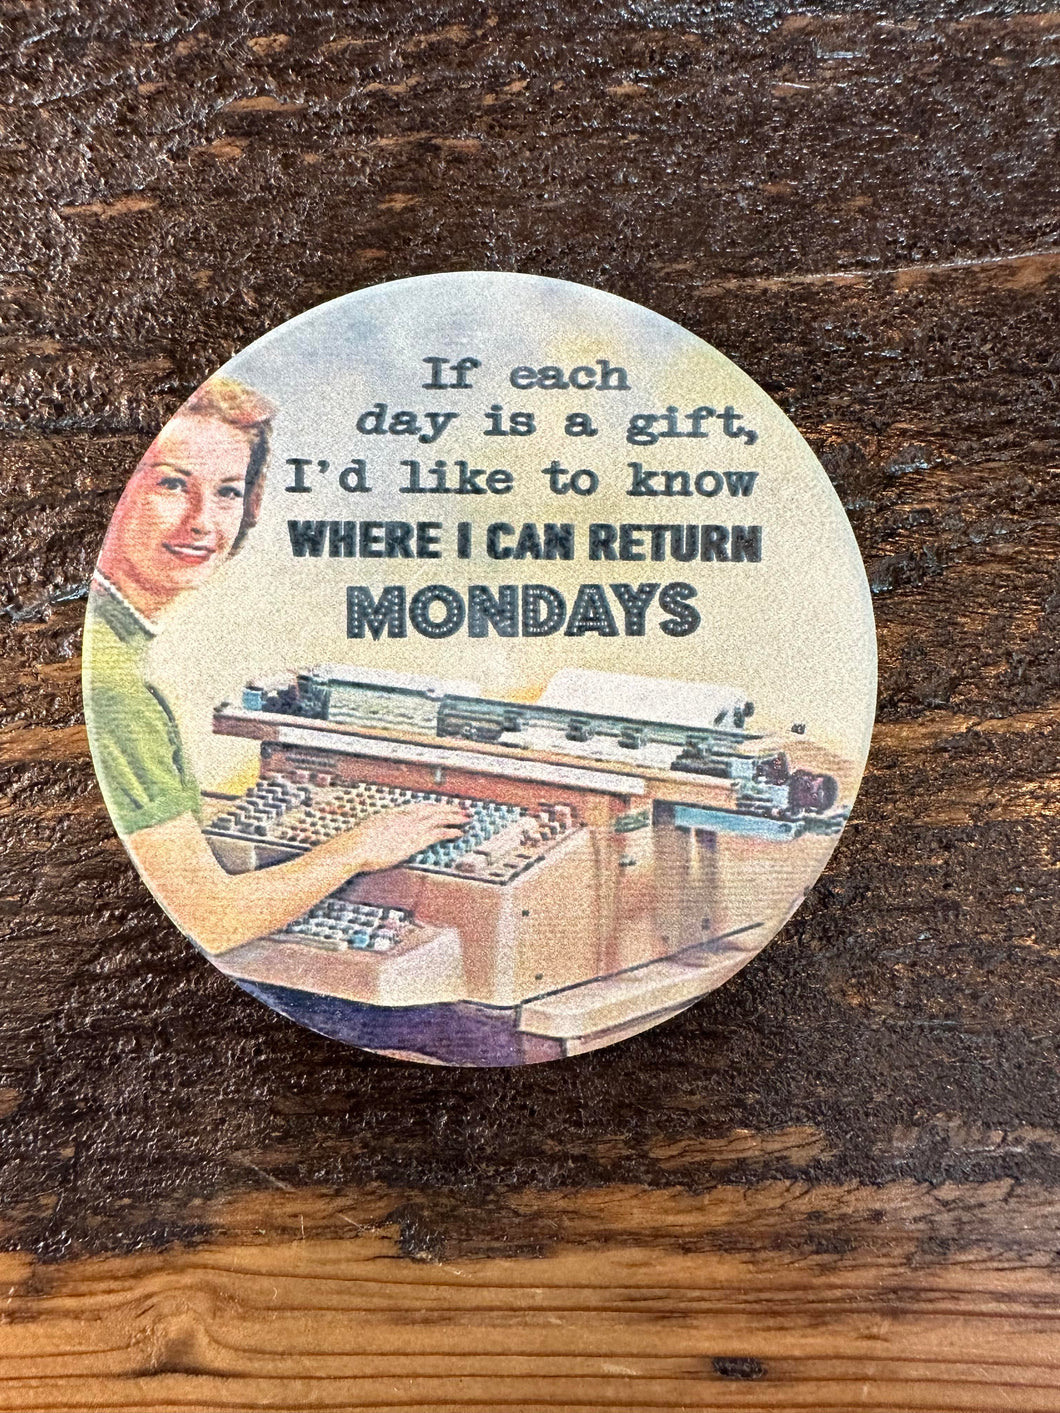 If each
day is a gift,
I'd like to know
WHERE I CAN RETURN
MONDAYS